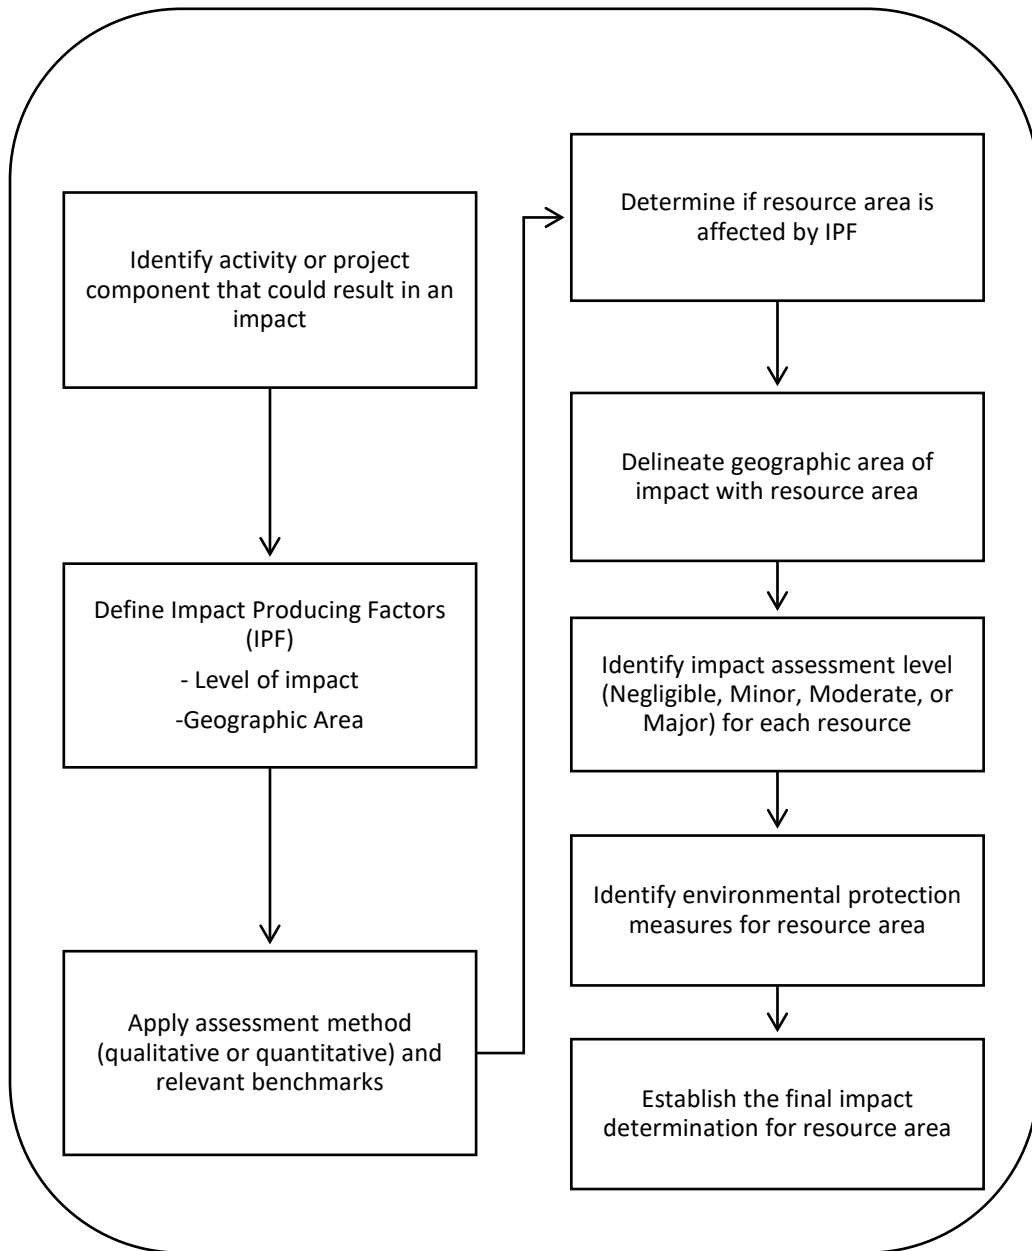 Identify activity or project
component that could result in an
impact
Define Impact Producing Factors
(IPF)
- Level of impact
-Geographic Area
Apply assessment method
(qualitative or quantitative) and
relevant benchmarks
Determine if resource area is
affected by IPF
Delineate geographic area of
impact with resource area
Identify impact assessment level
(Negligible, Minor, Moderate, or
Major) for each resource
Identify environmental protection
measures for resource area
Establish the final impact
determination for resource area